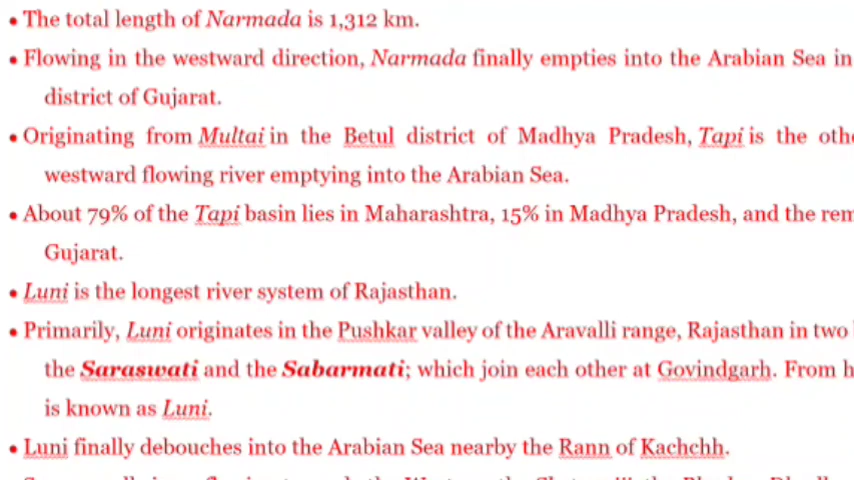 • The total length of Narmada is 1,312 km.
• Flowing in the westward direction, Narmada finally empties into the Arabian Sea in
district of Gujarat.
• Originating from Multai in the Betul district of Madhya Pradesh, Tapi is the oth
westward flowing river emptying into the Arabian Sea.
• About 79% of the Tapi basin lies in Maharashtra, 15% in Madhya Pradesh, and the rem
Gujarat.
• Luni is the longest river system of Rajasthan.
• Primarily, Luni originates in the Pushkar valley of the Aravalli range, Rajasthan in two
the Saraswati and the Sabarmati; which join each other at Govindgarh. From h
is known as Luni.
• Luni finally debouches into the Arabian Sea nearby the Rann of Kachchh.